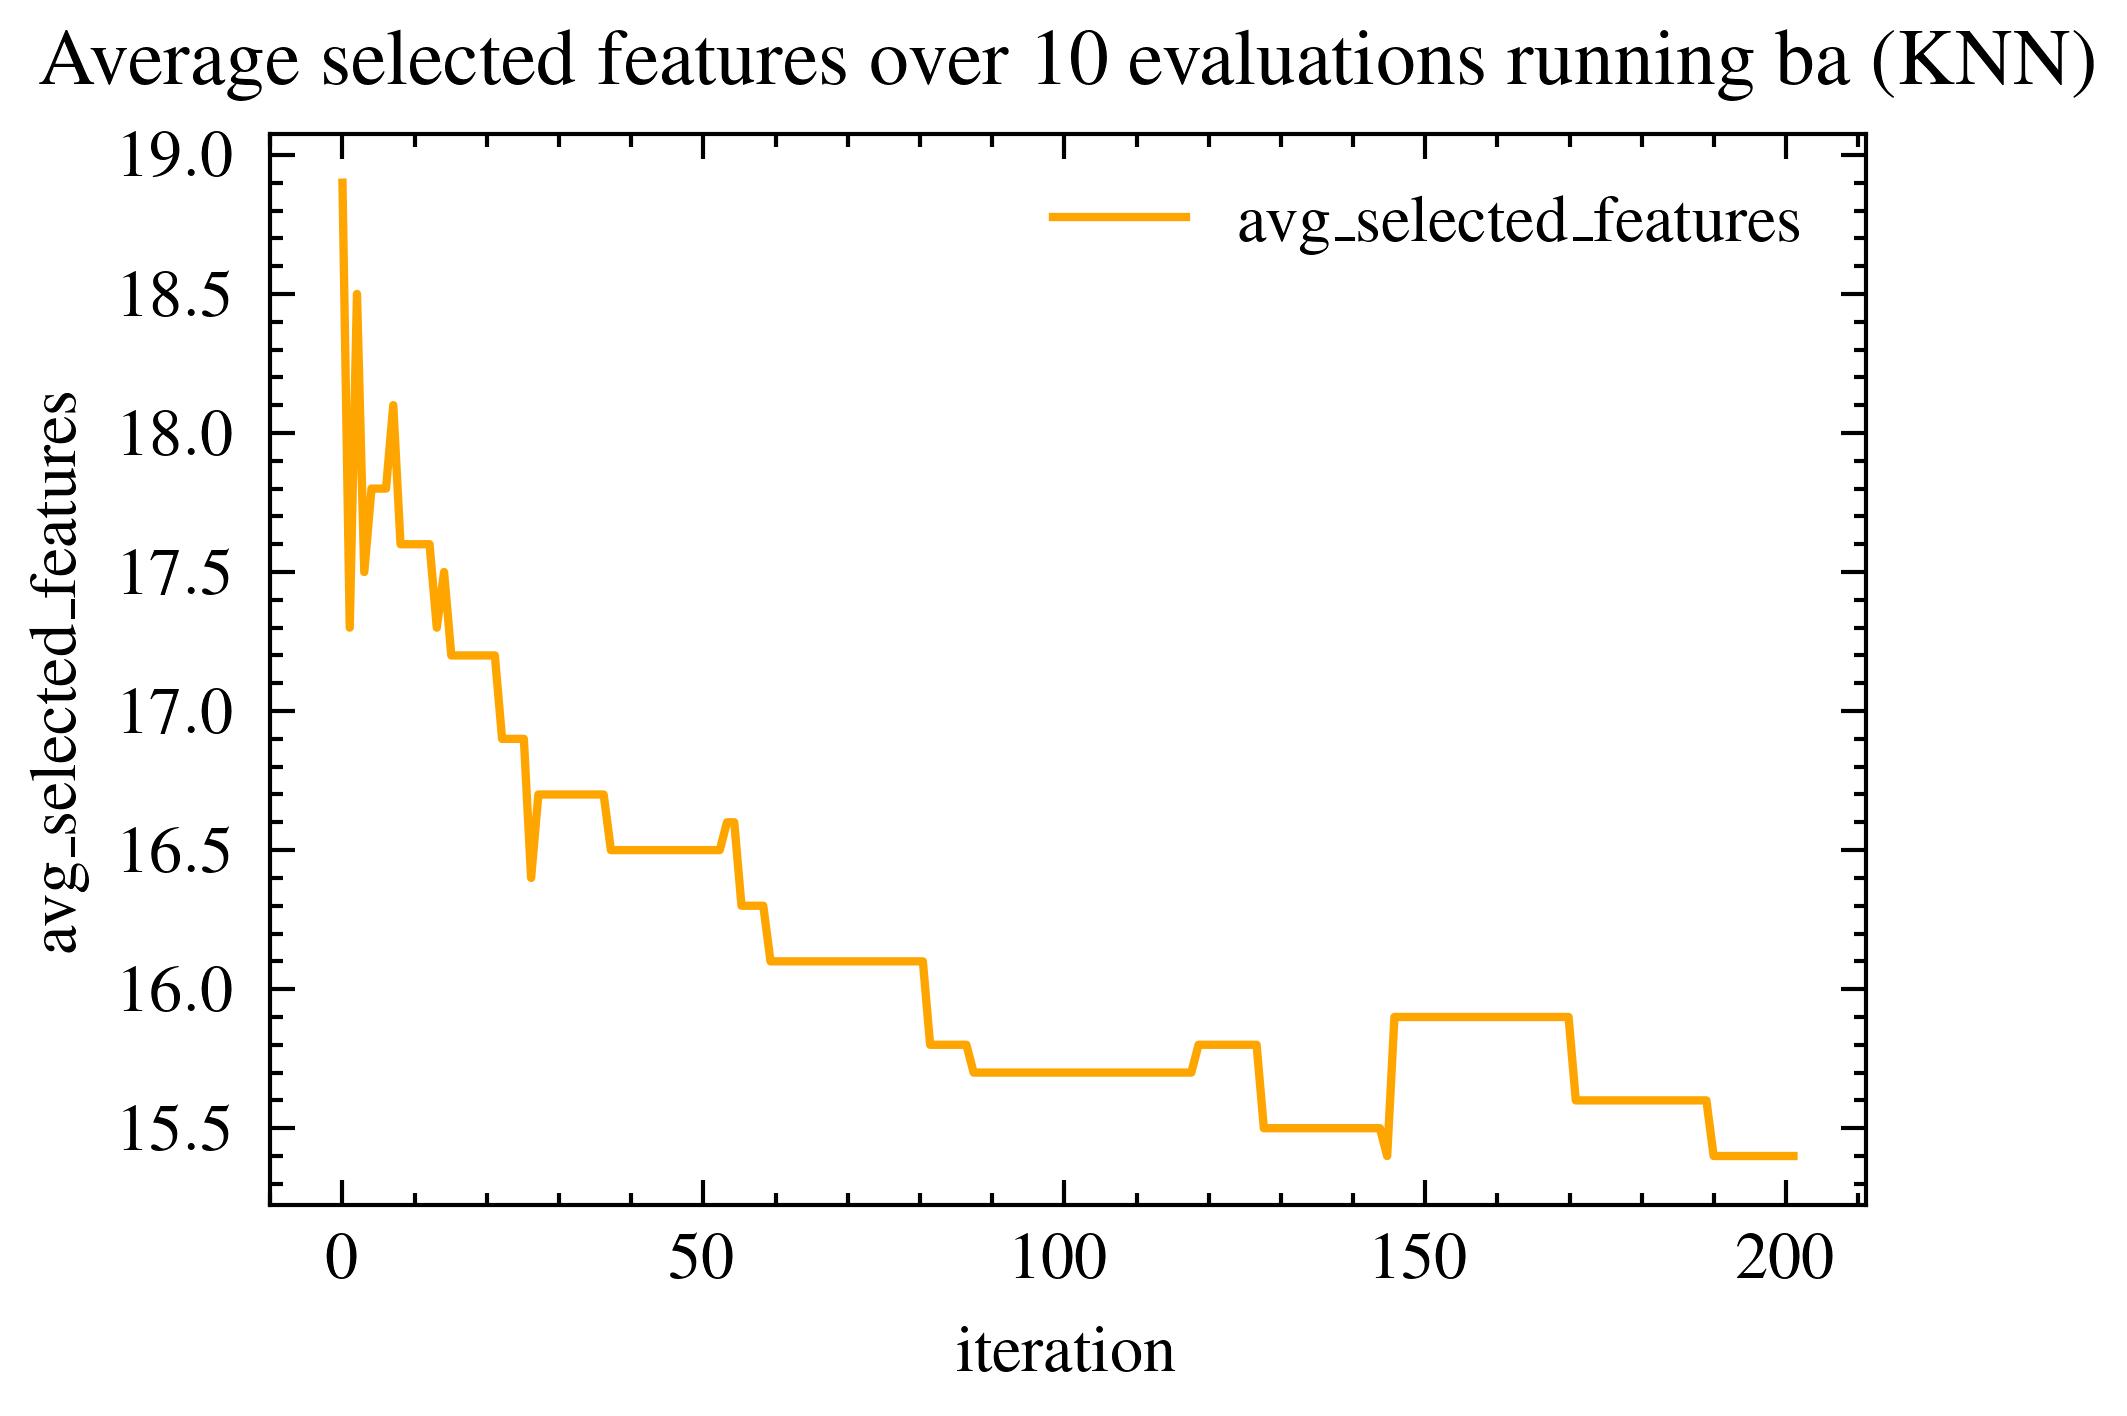 Average selected features over 10 evaluations running ba (KNN)
avg_selected_features
19.0
18.5
18.0
17.5
17.0
16.5
16.0
15.5
avg_selected_features
0 50 100 150 200
iteration